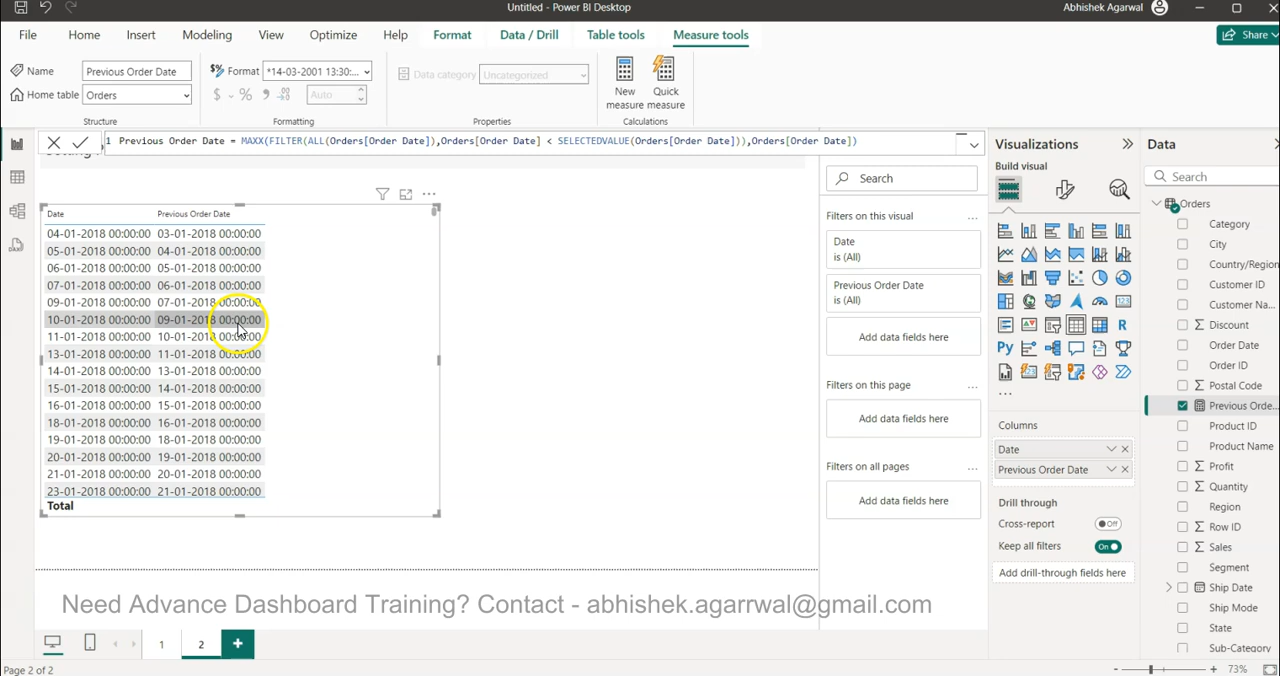 Untitled - Power BI Desktop
Abhishek Agarwal
File Home Insert Modeling View Optimize Help Format Data / Drill Table tools Measure tools
Share
Name Previous Order Date
Home table Orders
Structure
Format *14-03-2001 13:30:...
$ % Auto
Formatting
Data category Uncategorized
Properties
New measure
Quick measure
Calculations
1 Previous Order Date = MAXX(FILTER(ALL(Orders[Order Date]),Orders[Order Date] < SELECTEDVALUE(Orders[Order Date])),Orders[Order Date])
Date Previous Order Date
04-01-2018 00:00:00 03-01-2018 00:00:00
05-01-2018 00:00:00 04-01-2018 00:00:00
06-01-2018 00:00:00 05-01-2018 00:00:00
07-01-2018 00:00:00 06-01-2018 00:00:00
09-01-2018 00:00:00 07-01-2018 00:00:00
10-01-2018 00:00:00 09-01-2018 00:00:00
11-01-2018 00:00:00 10-01-2018 00:00:00
13-01-2018 00:00:00 11-01-2018 00:00:00
14-01-2018 00:00:00 13-01-2018 00:00:00
15-01-2018 00:00:00 14-01-2018 00:00:00
16-01-2018 00:00:00 15-01-2018 00:00:00
18-01-2018 00:00:00 16-01-2018 00:00:00
19-01-2018 00:00:00 18-01-2018 00:00:00
20-01-2018 00:00:00 19-01-2018 00:00:00
21-01-2018 00:00:00 20-01-2018 00:00:00
23-01-2018 00:00:00 21-01-2018 00:00:00
Total
Need Advance Dashboard Training? Contact - abhishek.agarrwal@gmail.com
Search
Filters on this visual ...
Date
is (All)
Previous Order Date
is (All)
Add data fields here
Filters on this page ...
Add data fields here
Filters on all pages ...
Add data fields here
Visualizations
Build visual
R
Py
...
Columns
Date
Previous Order Date
Drill through
Cross-report Off
Keep all filters On
Add drill-through fields here
Data
Search
Orders
Category
City
Country/Region
Customer ID
Customer Na...
Discount
Order Date
Order ID
Postal Code
Previous Orde...
Product ID
Product Name
Profit
Quantity
Region
Row ID
Sales
Segment
Ship Date
Ship Mode
State
Sub-Category
1 2 +
Page 2 of 2
- + 73%